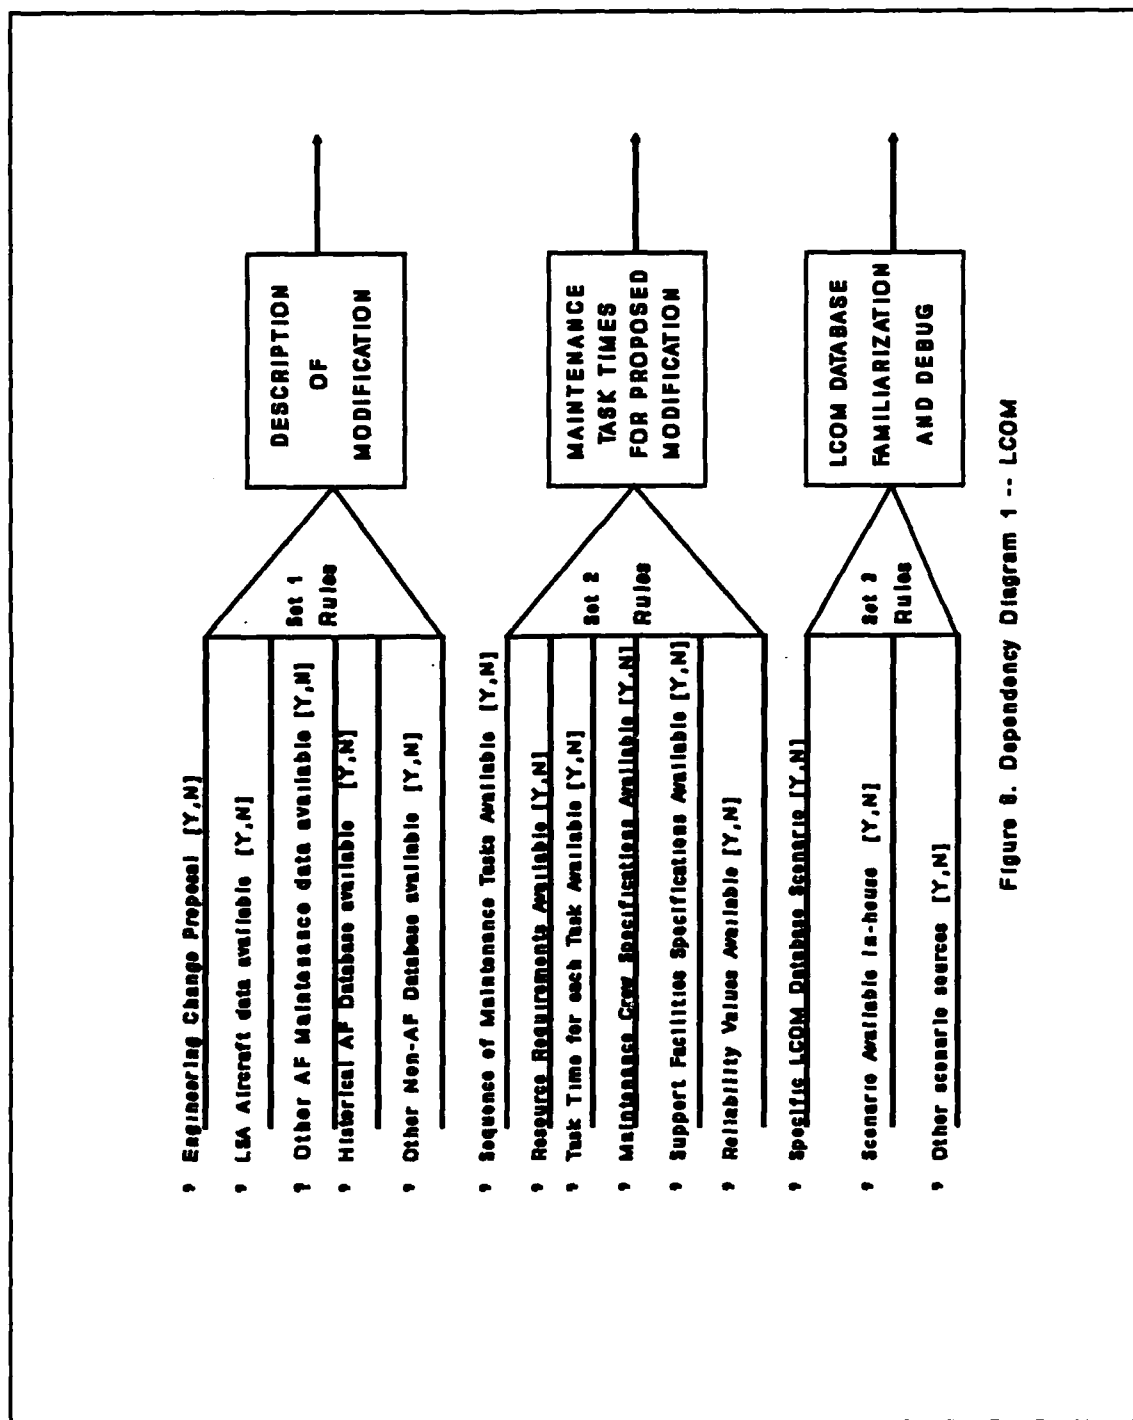 ? Engineering Change Proposal [Y,N]
? LSA Aircraft data available [Y,N]
? Other AF Maintenance data available [Y,N]
? Historical AF Database available [Y,N]
? Other Non-AF Database available [Y,N]
Set 1
Rules
DESCRIPTION
OF
MODIFICATION
? Sequence of Maintenance Tasks Available [Y,N]
? Resource Requirements Available [Y,N]
? Task Time for each Task Available [Y,N]
? Maintenance Crew Specifications Available [Y,N]
? Support Facilities Specifications Available [Y,N]
? Reliability Values Available [Y,N]
Set 2
Rules
MAINTENANCE
TASK TIMES
FOR PROPOSED
MODIFICATION
? Specific LCOM Database Scenario [Y,N]
? Scenario Available In-house [Y,N]
? Other scenario sources [Y,N]
Set 3
Rules
LCOM DATABASE
FAMILIARIZATION
AND DEBUG
Figure 8. Dependency Diagram 1 -- LCOM